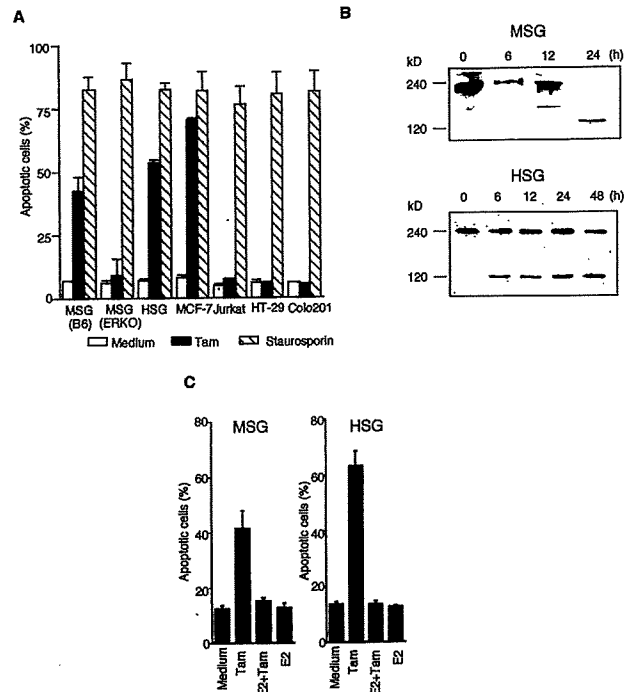 A
Apoptotic cells (%)
100
75
50
25
0
MSG (B6)
MSG (ERKO)
HSG
MCF-7
Jurkat
HT-29
Colo201
Medium
Tam
Staurosporin
B
MSG
kD
0 6 12 24 (h)
240
120
HSG
kD
0 6 12 24 48 (h)
240
120
C
MSG
Apoptotic cells (%)
80
60
40
20
0
Medium
Tam
E2+Tam
E2
HSG
Apoptotic cells (%)
80
60
40
20
0
Medium
Tam
E2+Tam
E2